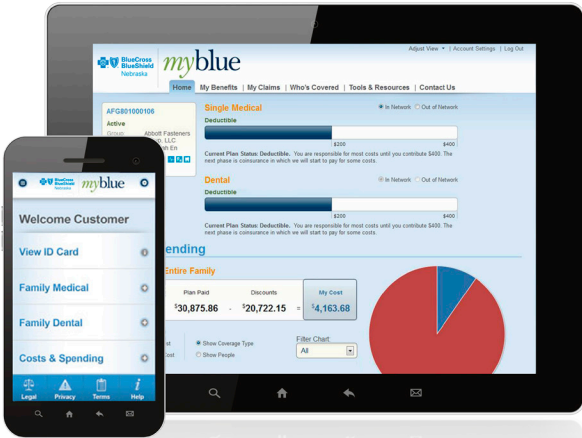 Adjust View | Account Settings | Log Out
BlueCross
BlueShield
Nebraska
myblue
Home My Benefits | My Claims | Who's Covered | Tools & Resources | Contact Us
AFG801000106
Active
Group: Abbott Fasteners
Co., LLC
En
Single Medical
In Network Out of Network
Deductible
$200 $400
Current Plan Status: Deductible. You are responsible for most costs until you contribute $400. The
next phase is coinsurance in which we will start to pay for some costs.
Dental
In Network Out of Network
Deductible
$200 $400
Current Plan Status: Deductible. You are responsible for most costs until you contribute $400. The
next phase is coinsurance in which we will start to pay for some costs.
ending
Entire Family
Plan Paid Discounts My Cost
$30,875.86 - $20,722.15 = $4,163.68
Show Coverage Type
Show People
Filter Chart:
All
BlueCross
BlueShield
Nebraska
myblue
Welcome Customer
View ID Card
Family Medical
Family Dental
Costs & Spending
Legal Privacy Terms Help